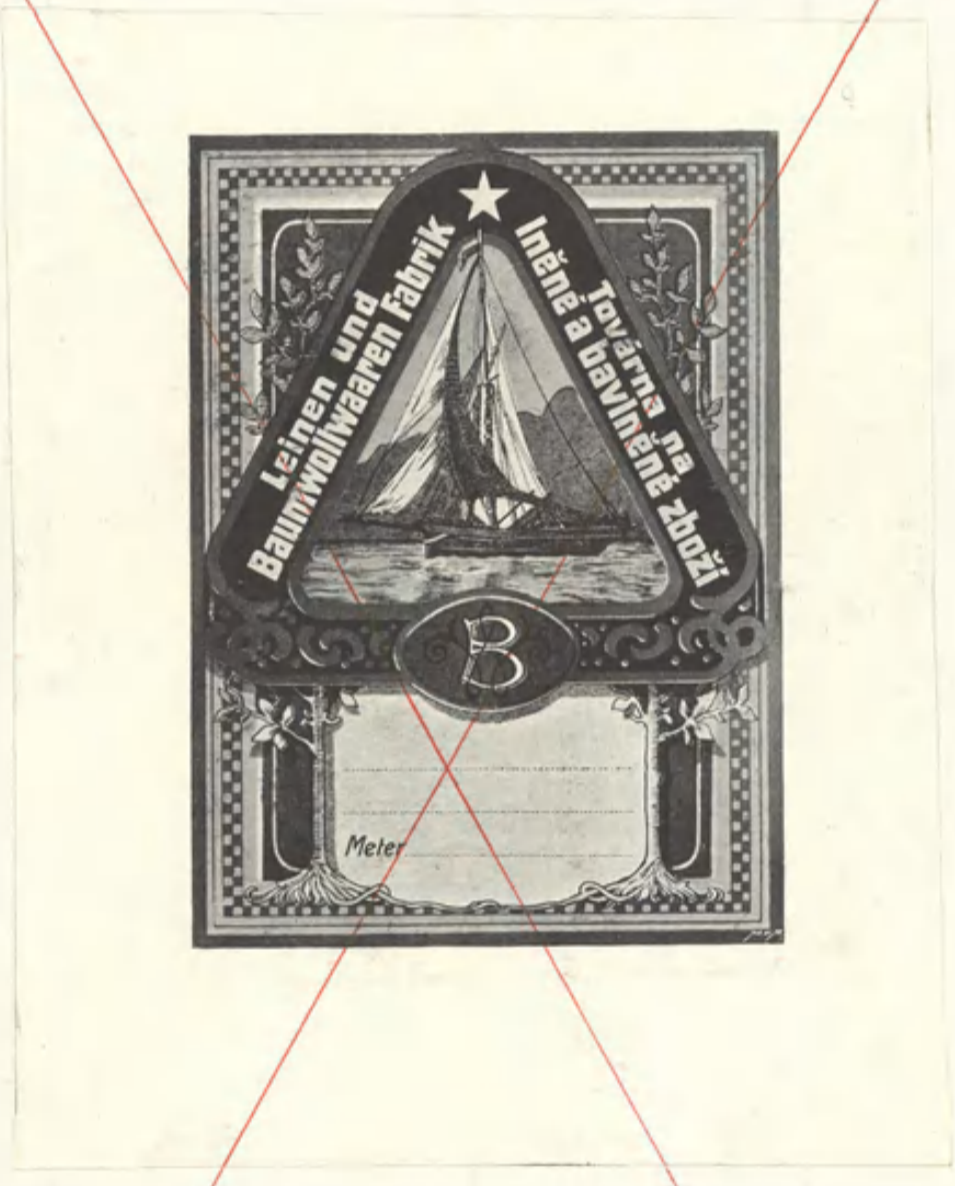 Leinen und
Baumwollwaaren Fabrik
Továrna na
lněné a bavlněné zboží
B
Meter